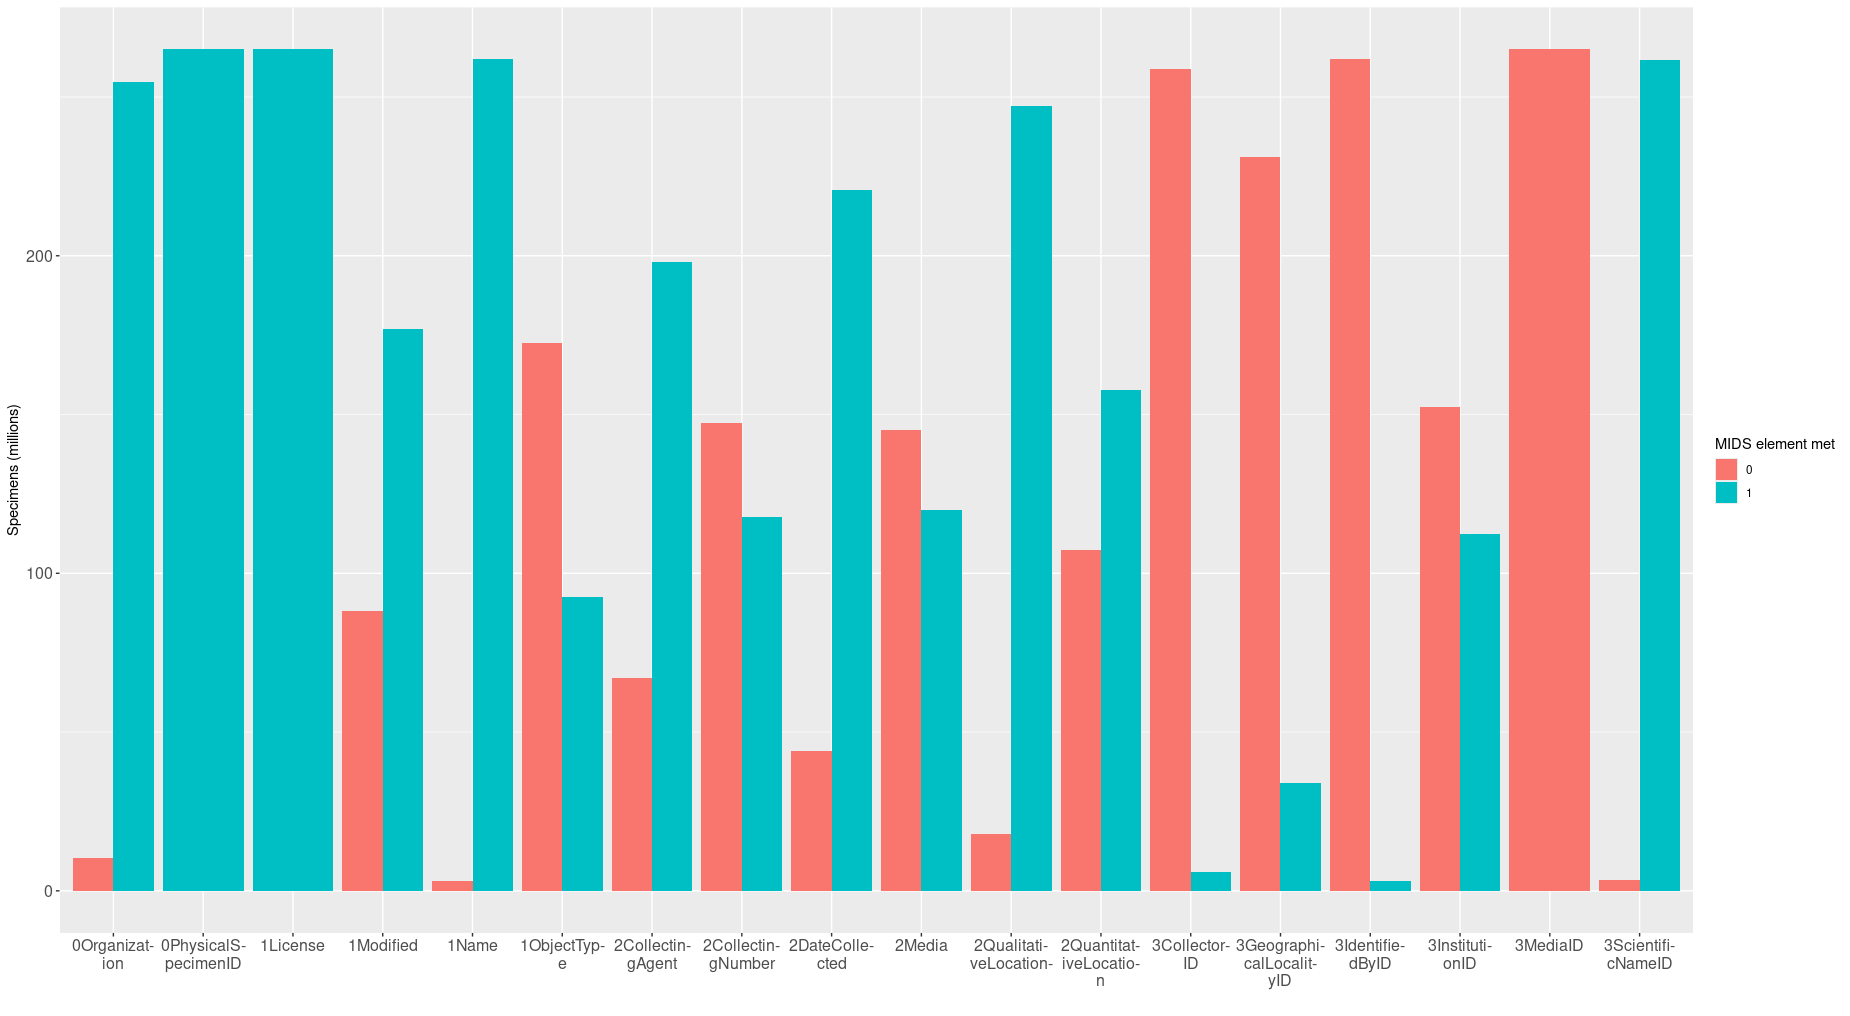 Specimens (millions)
200
100
0
0Organizat-
ion
0PhysicalS-
pecimenID
1License
1Modified
1Name
1ObjectTyp-
e
2Collectin-
gAgent
2Collectin-
gNumber
2DateColle-
cted
2Media
2Qualitati-
veLocation-
2Quantitat-
iveLocatio-
n
3Collector-
ID
3Geographi-
calLocalit-
yID
3Identifie-
dByID
3Instituti-
onID
3MediaID
3Scientifi-
cNameID
MIDS element met
0
1